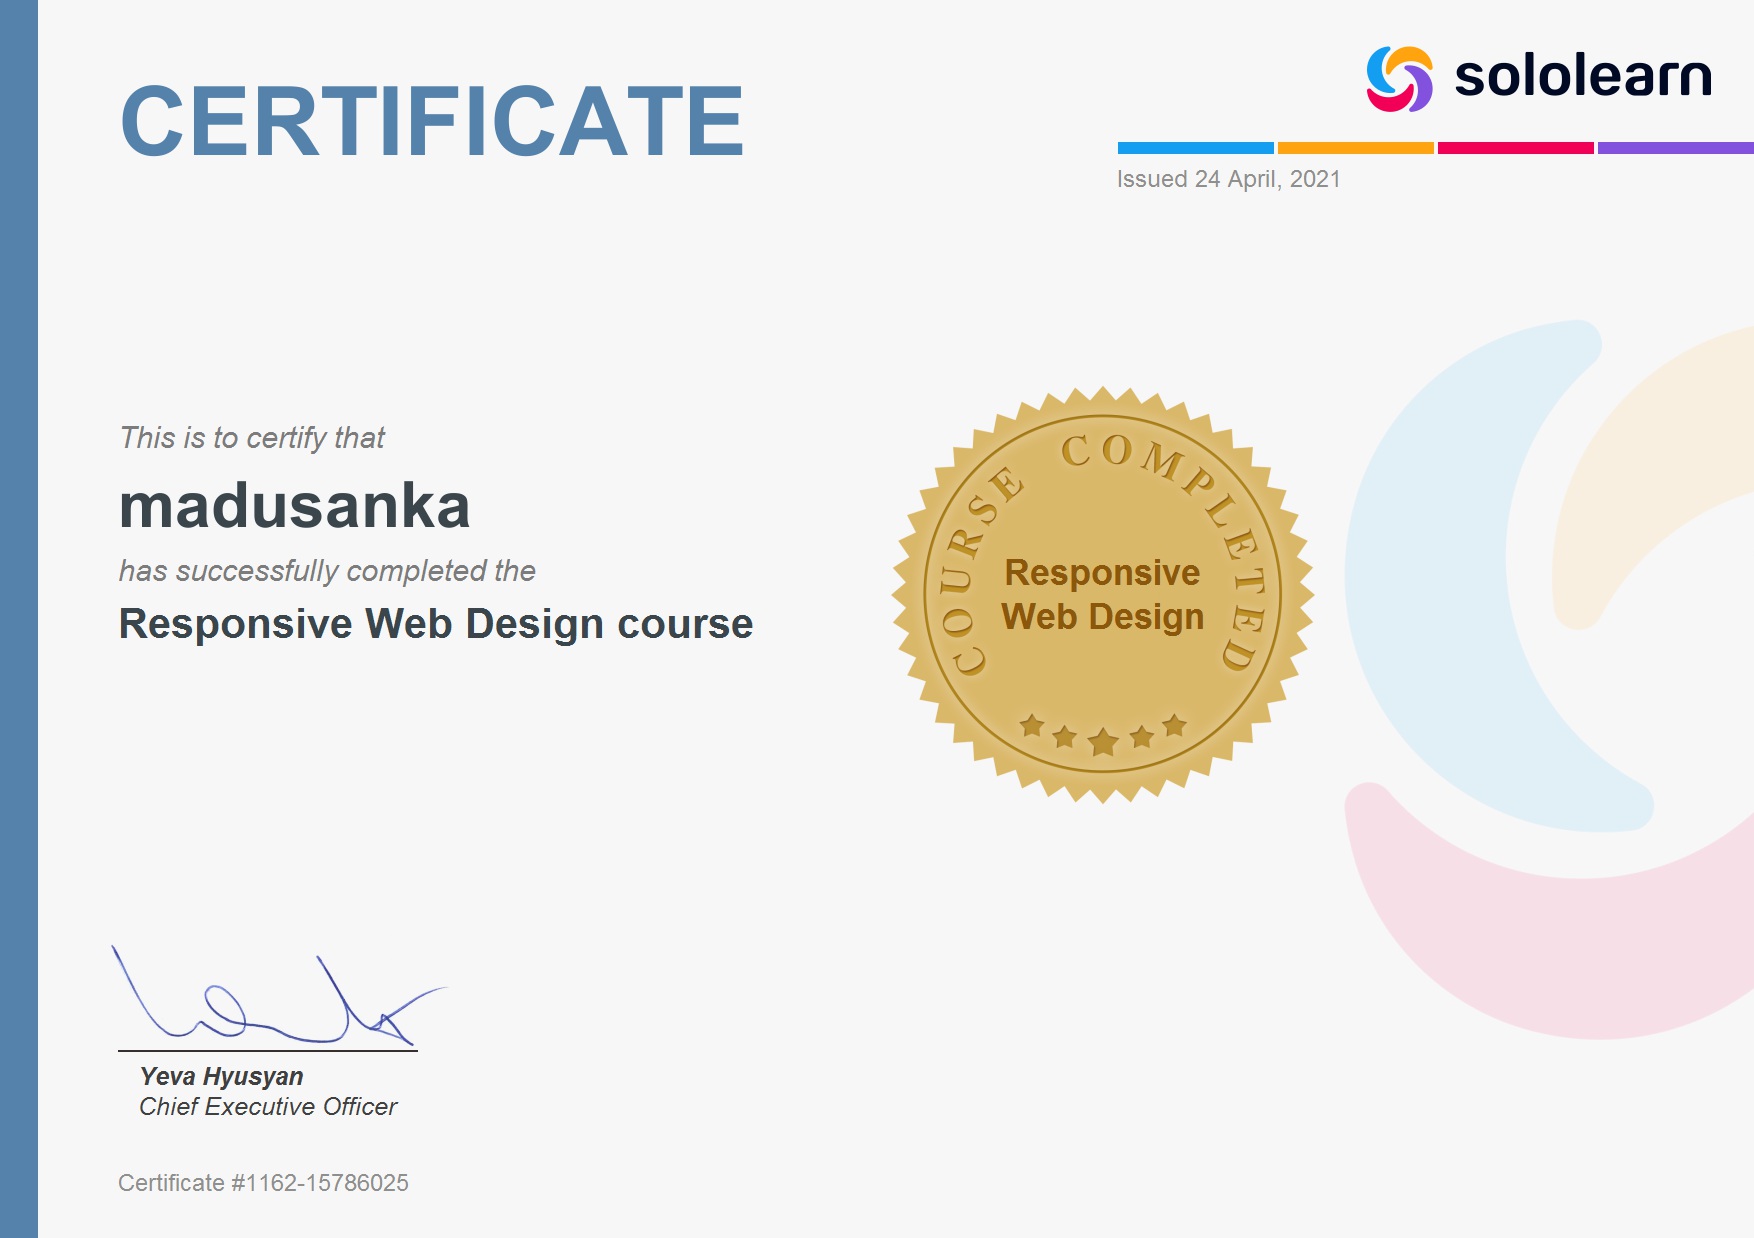 CERTIFICATE
sololearn
Issued 24 April, 2021
This is to certify that
madusanka
has successfully completed the
Responsive Web Design course
COURSE COMPLETED
Responsive
Web Design
Yeva Hyusyan
Chief Executive Officer
Certificate #1162-15786025